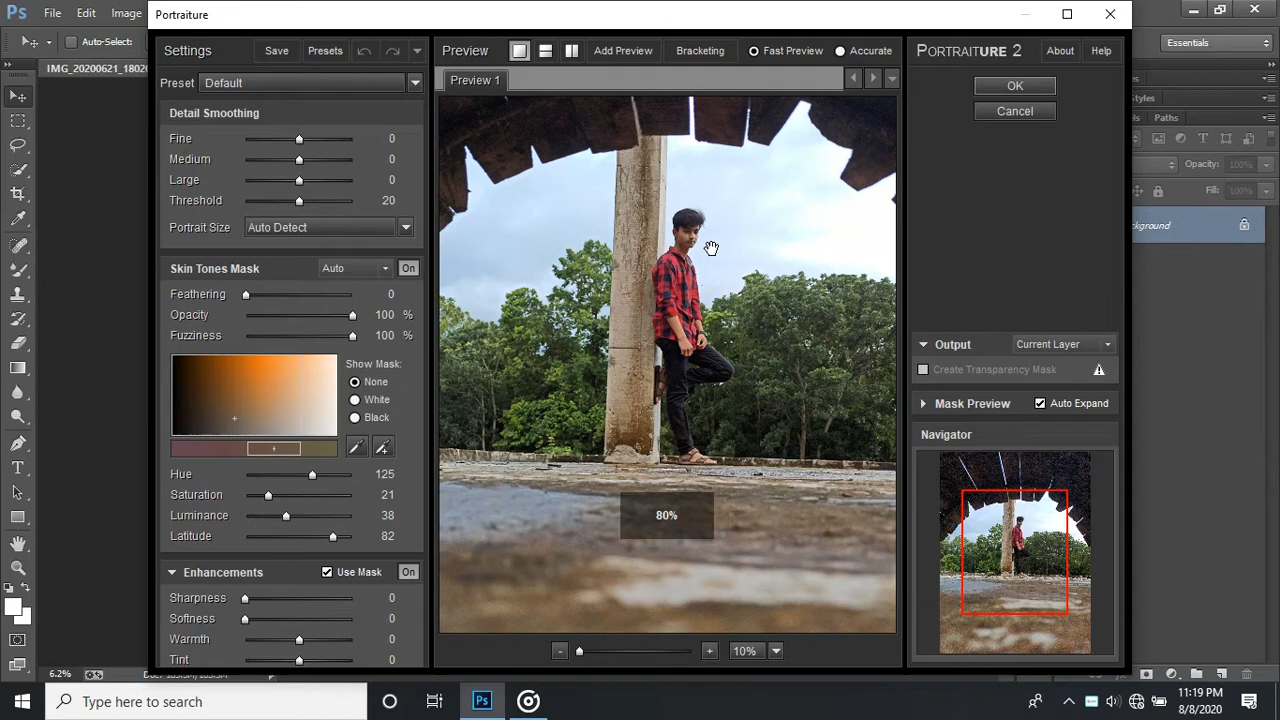 Ps File Edit Image
Portraiture
Auto-Select:
Essentials
IMG_20200621_1802
Settings Save Presets
Preset Default
Detail Smoothing
Fine 0
Medium 0
Large 0
Threshold 20
Portrait Size Auto Detect
Skin Tones Mask Auto On
Feathering 0
Opacity 100 %
Fuzziness 100 %
Show Mask:
None
White
Black
Hue 125
Saturation 21
Luminance 38
Latitude 82
Enhancements Use Mask On
Sharpness 0
Softness 0
Warmth 0
Tint 0
Preview Add Preview Bracketing Fast Preview Accurate
Preview 1
80%
- + 10%
PORTRAITURE 2 About Help
OK
Cancel
Output Current Layer
Create Transparency Mask
Mask Preview Auto Expand
Navigator
Styles
Paths
Opacity: 100%
Fill: 100%
6.2%
Type here to search
Ps
11:19 PM
8/8/2020